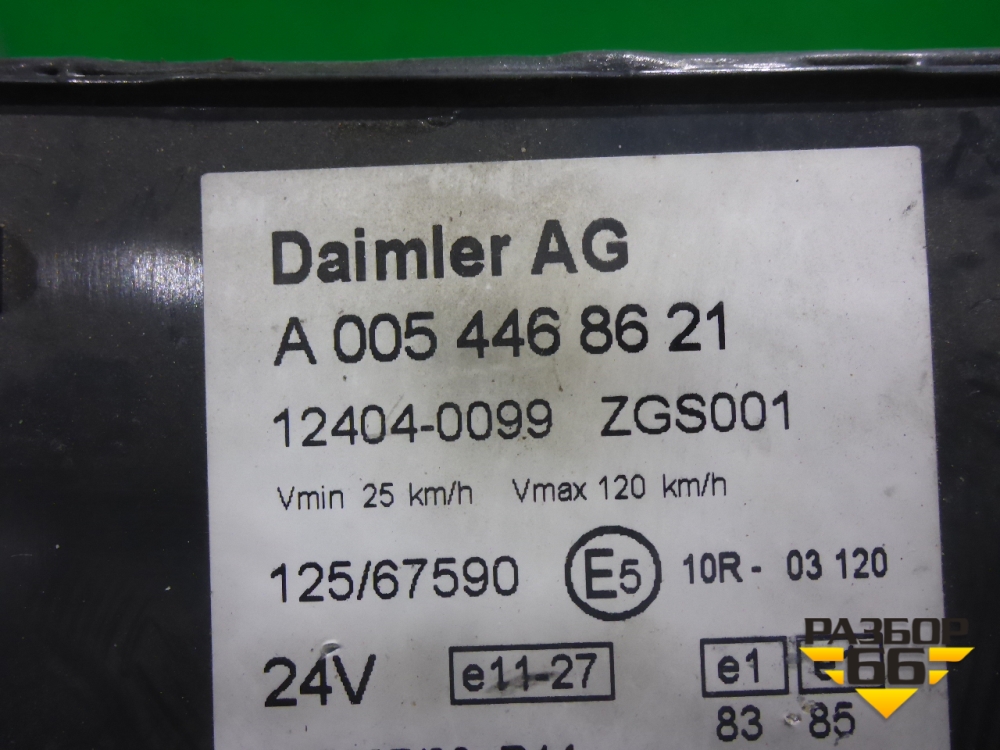 Daimler AG
A 005 446 86 21
12404-0099 ZGS001
Vmin 25 km/h Vmax 120 km/h
125/67590 E5 10R - 03 120
24V e11-27 e1
83 - 85
РАЗБОР
66